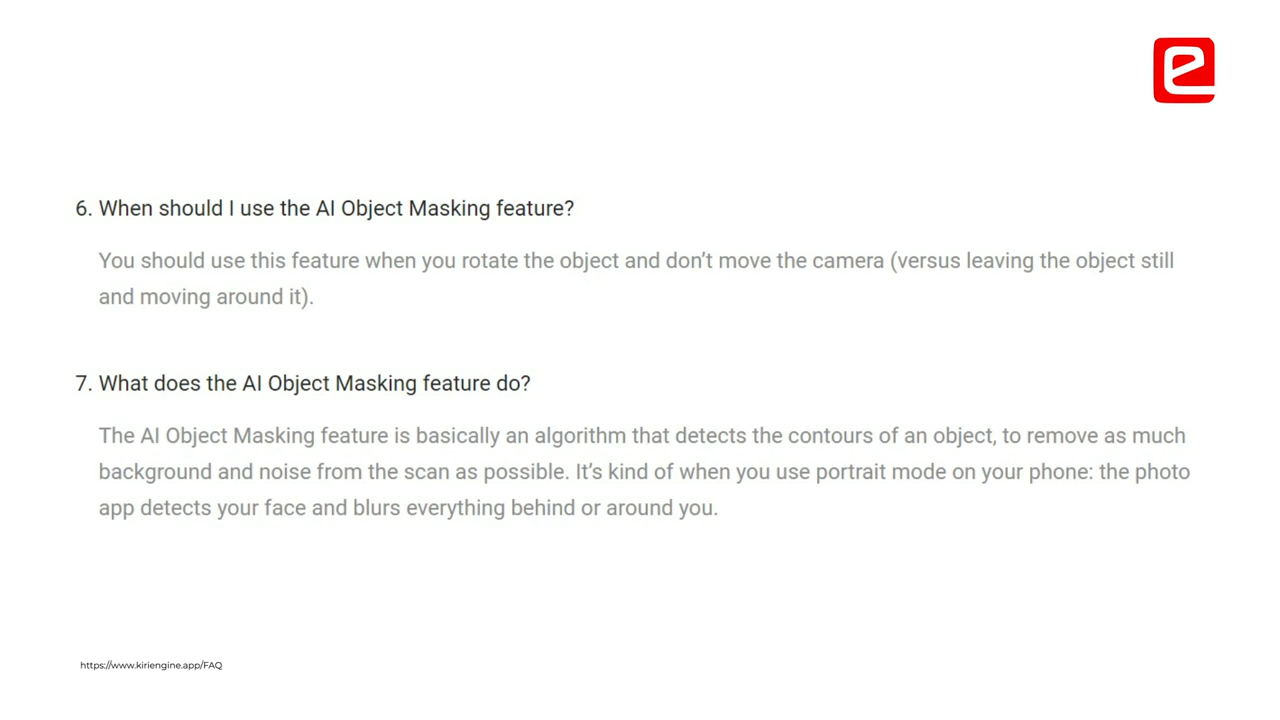 6. When should I use the AI Object Masking feature?
You should use this feature when you rotate the object and don’t move the camera (versus leaving the object still
and moving around it).
7. What does the AI Object Masking feature do?
The AI Object Masking feature is basically an algorithm that detects the contours of an object, to remove as much
background and noise from the scan as possible. It’s kind of when you use portrait mode on your phone: the photo
app detects your face and blurs everything behind or around you.
https://www.kiriengine.app/FAQ